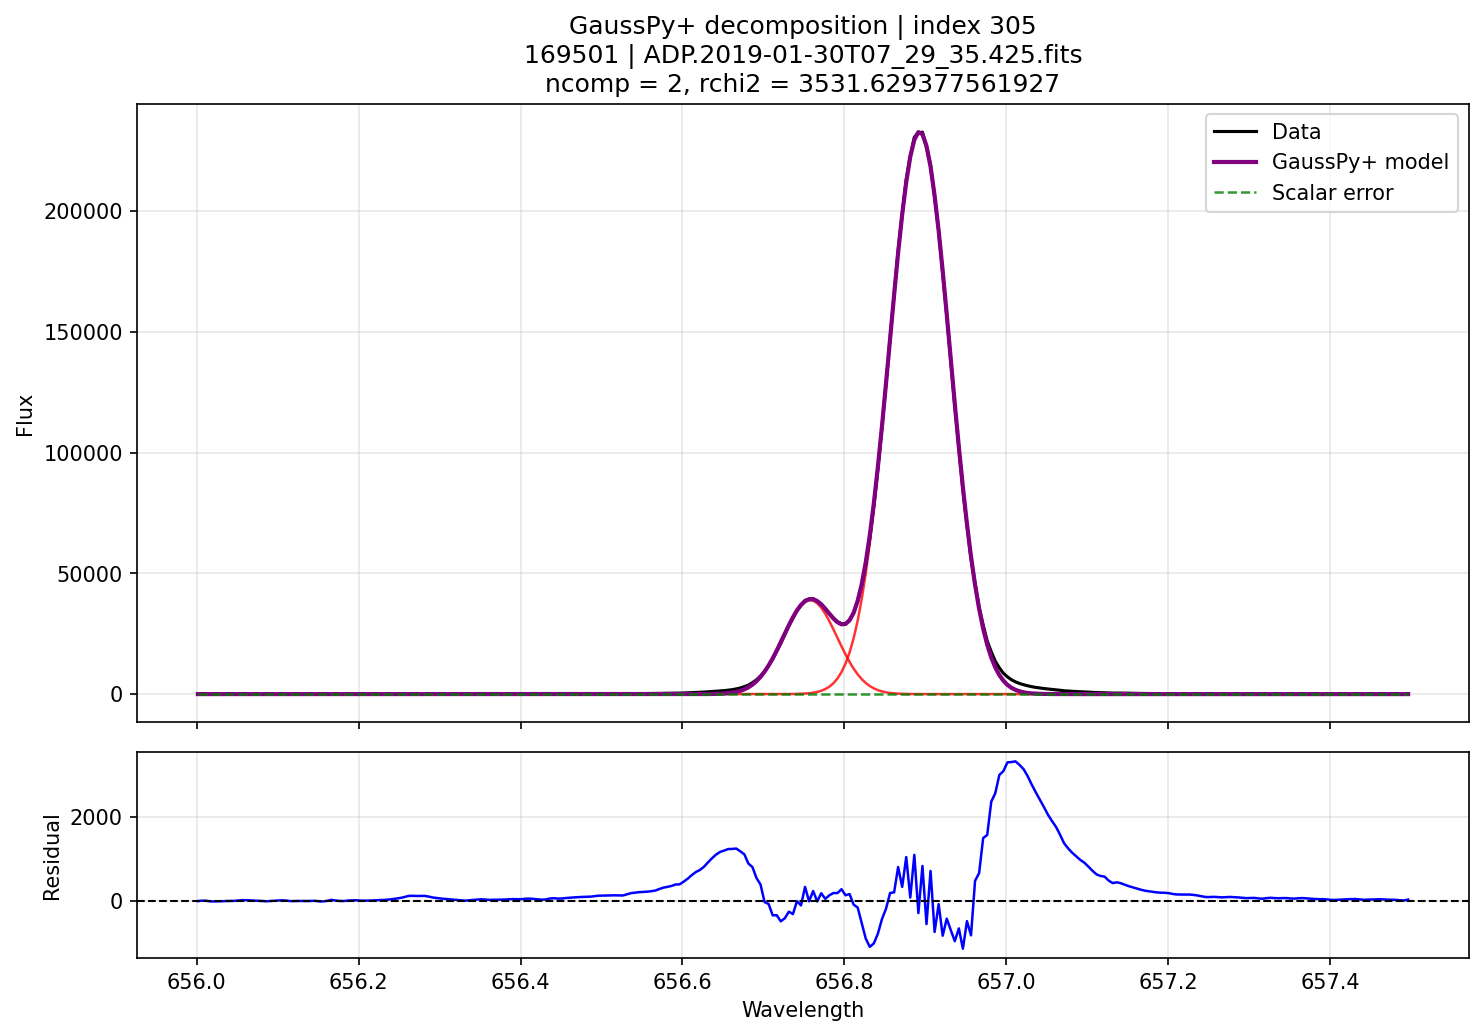 GaussPy+ decomposition | index 305
169501 | ADP.2019-01-30T07_29_35.425.fits
ncomp = 2, rchi2 = 3531.629377561927
Data
GaussPy+ model
Scalar error
Flux
200000
150000
100000
50000
0
Residual
2000
0
656.0 656.2 656.4 656.6 656.8 657.0 657.2 657.4
Wavelength